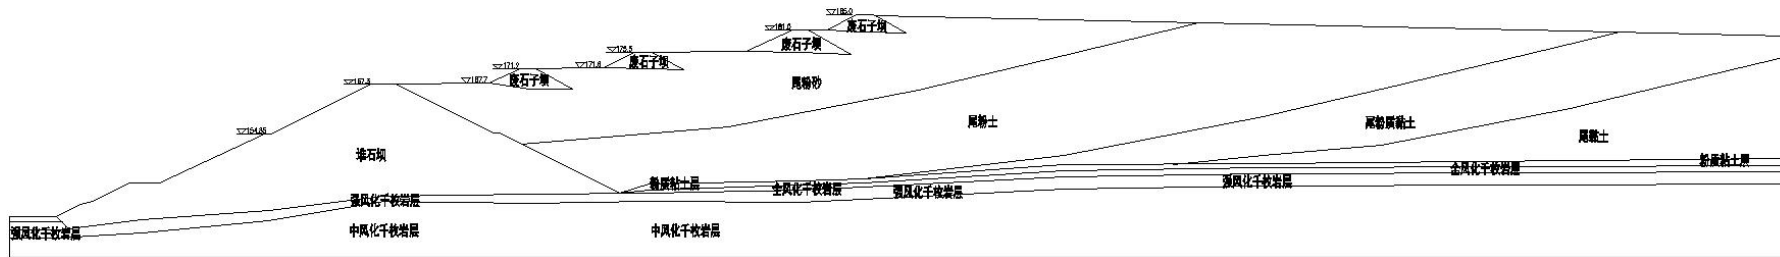 ▽185.0
废石子坝
▽181.0
废石子坝
▽175.5
废石子坝
▽171.6
▽171.2
废石子坝
▽167.7
▽167.5
尾粉砂
▽154.85
尾粉土
尾粉质黏土
尾黏土
堆石坝
粉质粘土层
全风化千枚岩层
粉质黏土层
全风化千枚岩层
强风化千枚岩层
强风化千枚岩层
强风化千枚岩层
强风化千枚岩层
中风化千枚岩层
中风化千枚岩层